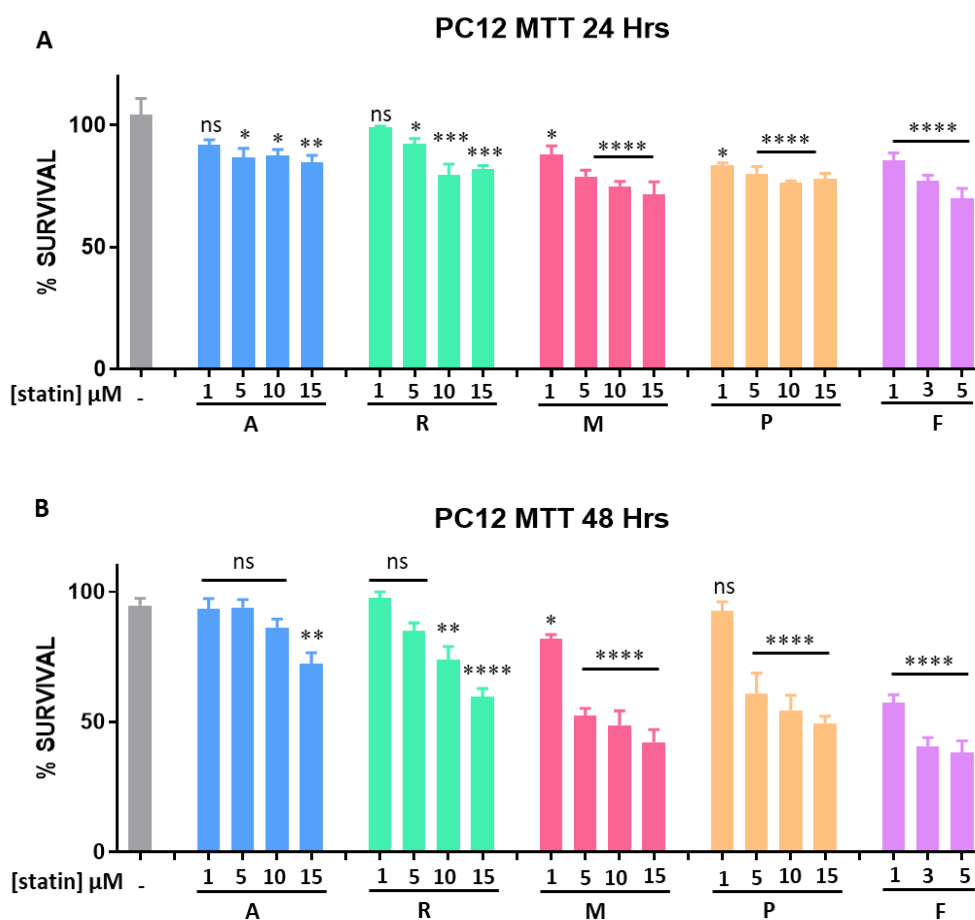 A
PC12 MTT 24 Hrs
% SURVIVAL
100
50
0
ns * * **
ns * *** ***
* ****
* ****
****
[statin] µM - 1 5 10 15 1 5 10 15 1 5 10 15 1 5 10 15 1 3 5
A R M P F
B
PC12 MTT 48 Hrs
% SURVIVAL
100
50
0
ns **
ns ** ****
* ****
ns ****
****
[statin] µM - 1 5 10 15 1 5 10 15 1 5 10 15 1 5 10 15 1 3 5
A R M P F